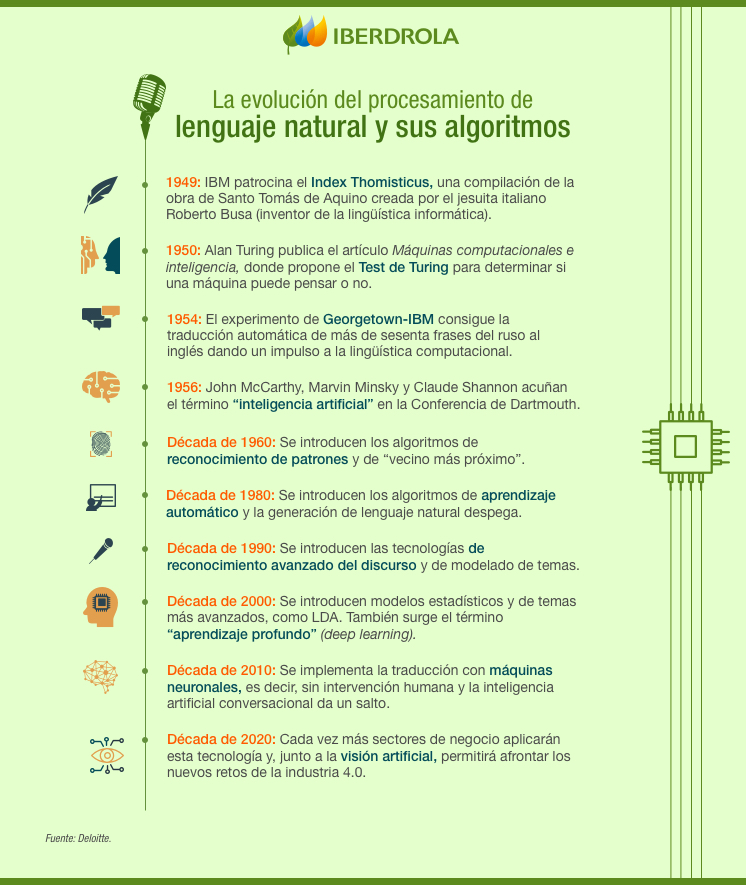 IBERDROLA
La evolución del procesamiento de
lenguaje natural y sus algoritmos
1949: IBM patrocina el Index Thomisticus, una compilación de la
obra de Santo Tomás de Aquino creada por el jesuita italiano
Roberto Busa (inventor de la lingüística informática).
1950: Alan Turing publica el artículo Máquinas computacionales e
inteligencia, donde propone el Test de Turing para determinar si
una máquina puede pensar o no.
1954: El experimento de Georgetown-IBM consigue la
traducción automática de más de sesenta frases del ruso al
inglés dando un impulso a la lingüística computacional.
1956: John McCarthy, Marvin Minsky y Claude Shannon acuñan
el término “inteligencia artificial” en la Conferencia de Dartmouth.
Década de 1960: Se introducen los algoritmos de
reconocimiento de patrones y de “vecino más próximo”.
Década de 1980: Se introducen los algoritmos de aprendizaje
automático y la generación de lenguaje natural despega.
Década de 1990: Se introducen las tecnologías de
reconocimiento avanzado del discurso y de modelado de temas.
Década de 2000: Se introducen modelos estadísticos y de temas
más avanzados, como LDA. También surge el término
“aprendizaje profundo” (deep learning).
Década de 2010: Se implementa la traducción con máquinas
neuronales, es decir, sin intervención humana y la inteligencia
artificial conversacional da un salto.
Década de 2020: Cada vez más sectores de negocio aplicarán
esta tecnología y, junto a la visión artificial, permitirá afrontar los
nuevos retos de la industria 4.0.
Fuente: Deloitte.